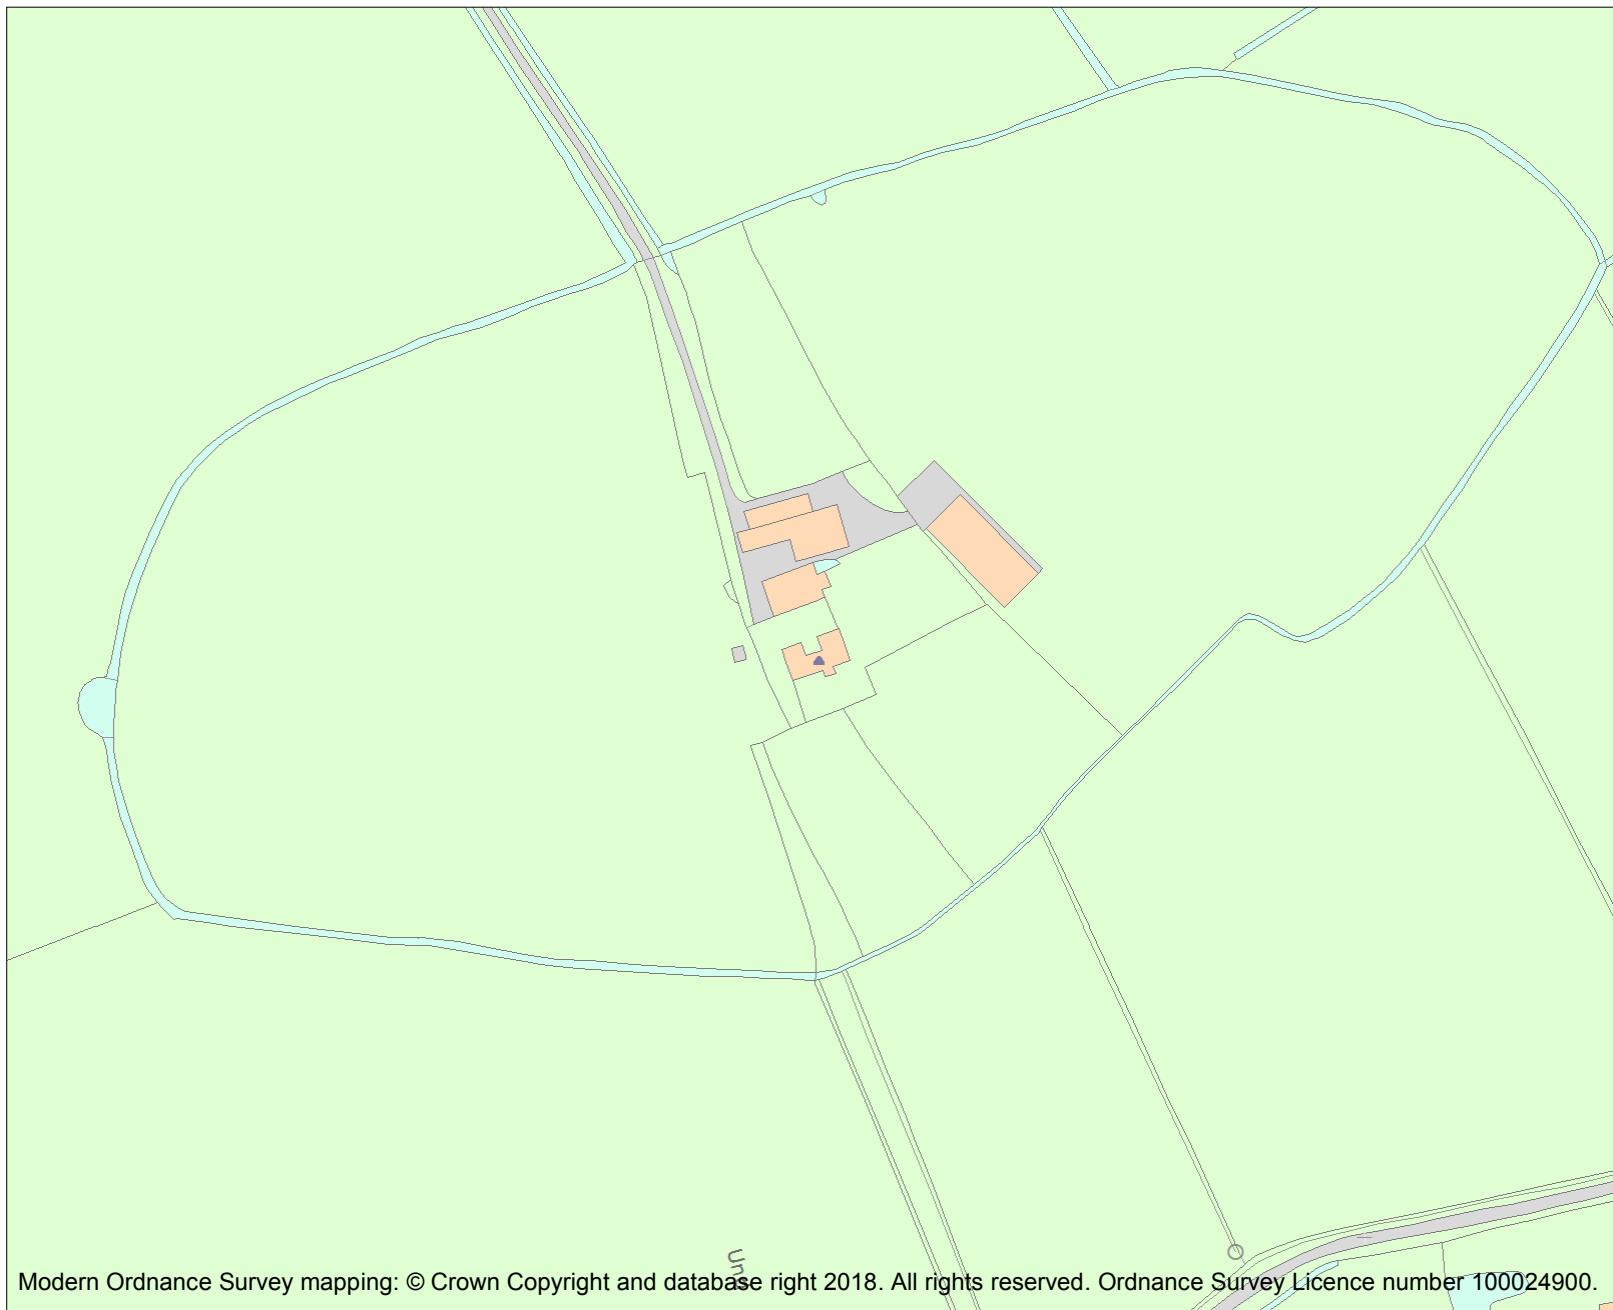 Modern Ordnance Survey mapping: © Crown Copyright and database right 2018. All rights reserved. Ordnance Survey Licence number 100024900.